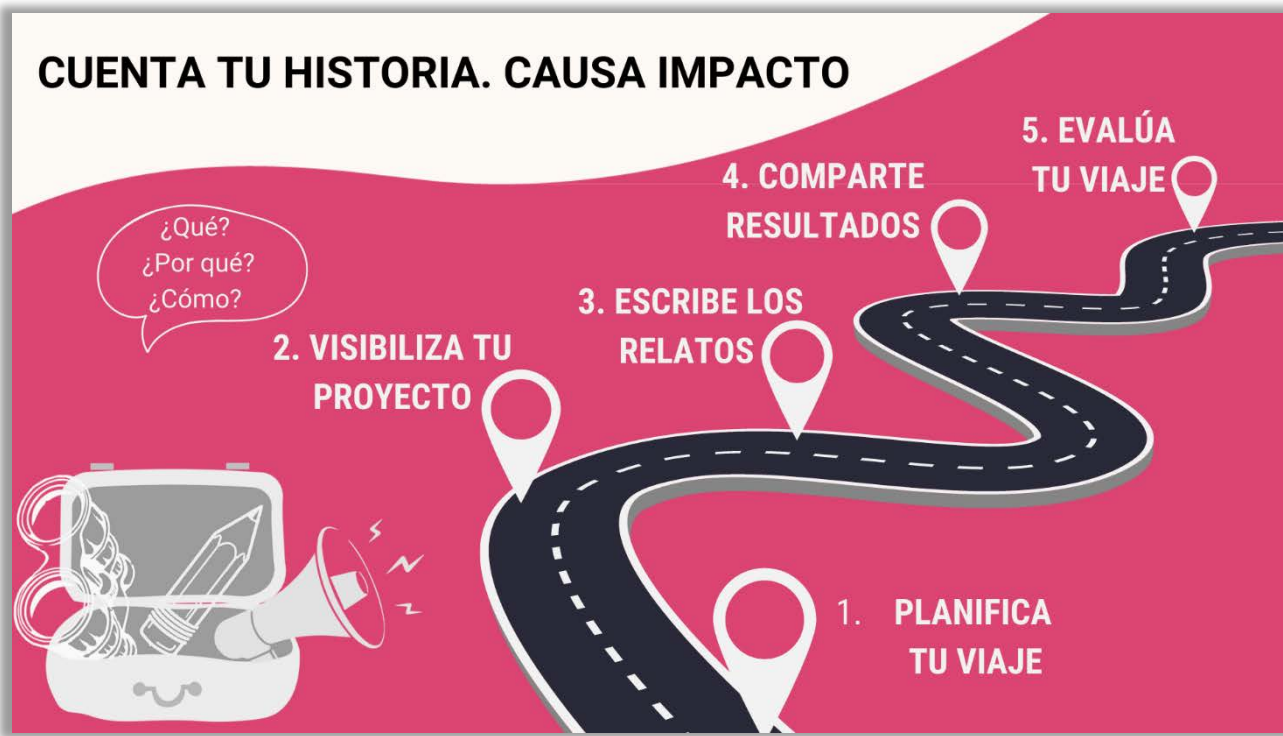 CUENTA TU HISTORIA. CAUSA IMPACTO
¿Qué?
¿Por qué?
¿Cómo?
1. PLANIFICA
TU VIAJE
2. VISIBILIZA TU
PROYECTO
3. ESCRIBE LOS
RELATOS
4. COMPARTE
RESULTADOS
5. EVALÚA
TU VIAJE